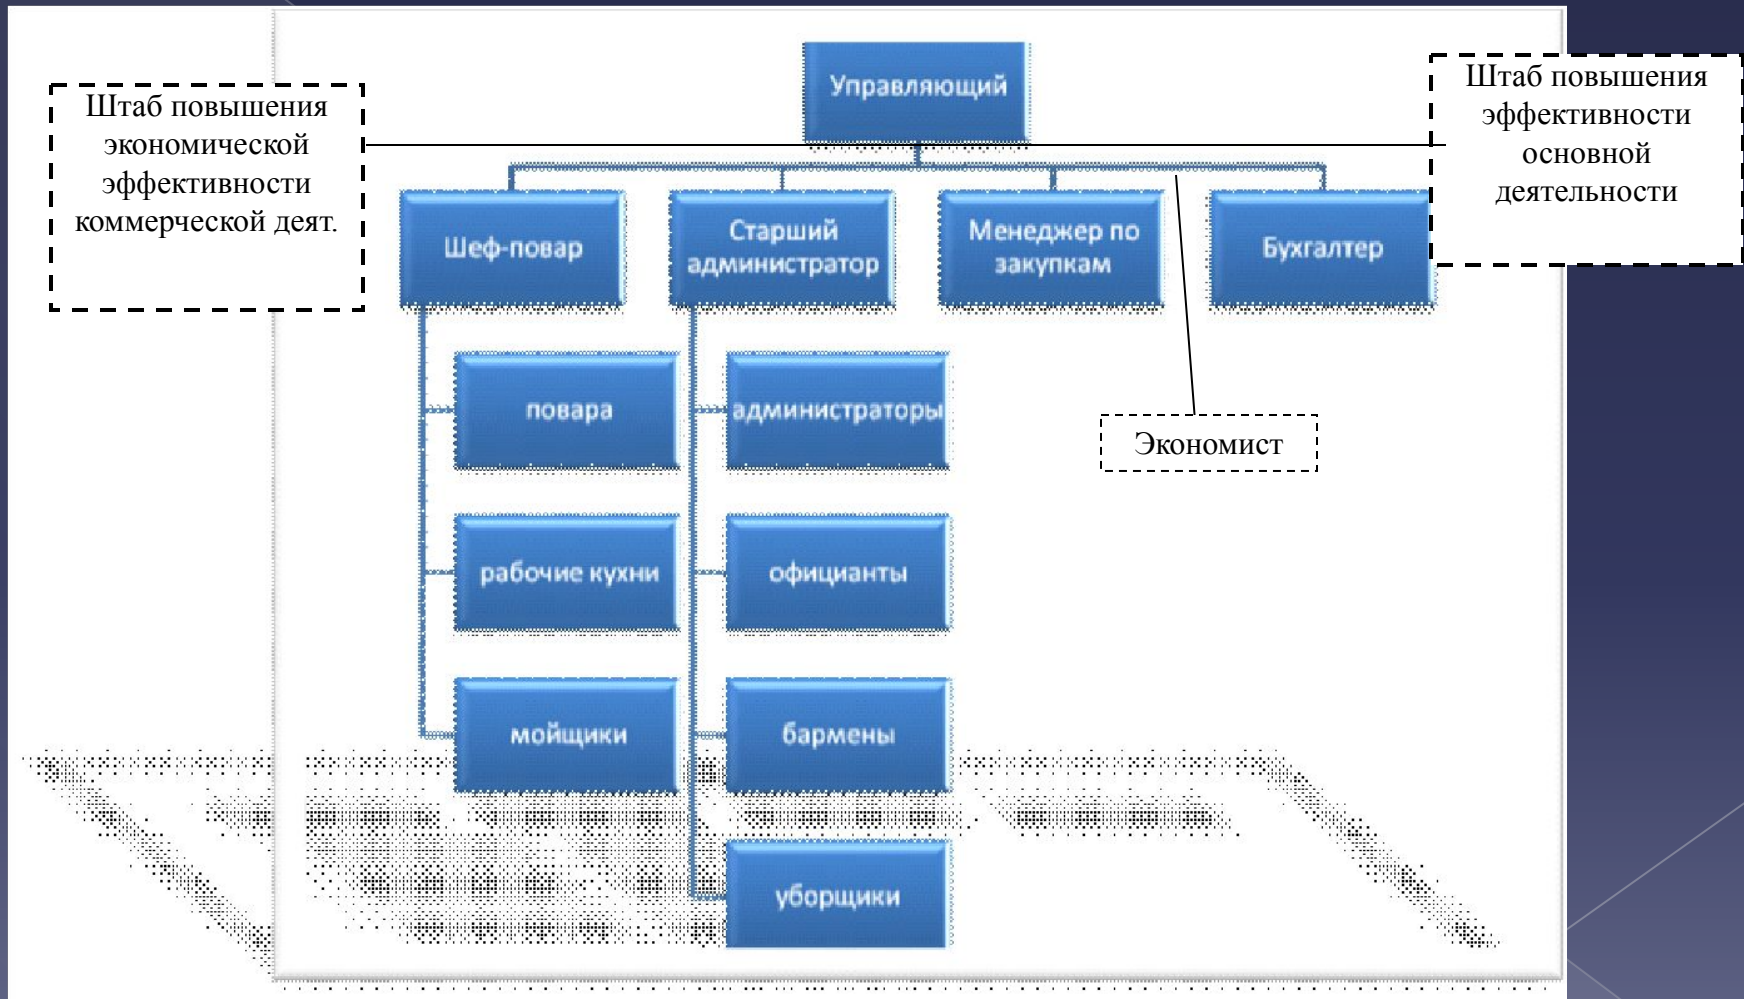 Управляющий
Штаб повышения
экономической
эффективности
коммерческой деят.
Штаб повышения
эффективности
основной
деятельности
Шеф-повар
Старший
администратор
Менеджер по
закупкам
Бухгалтер
повара
администраторы
Экономист
рабочие кухни
официанты
мойщики
бармены
уборщики